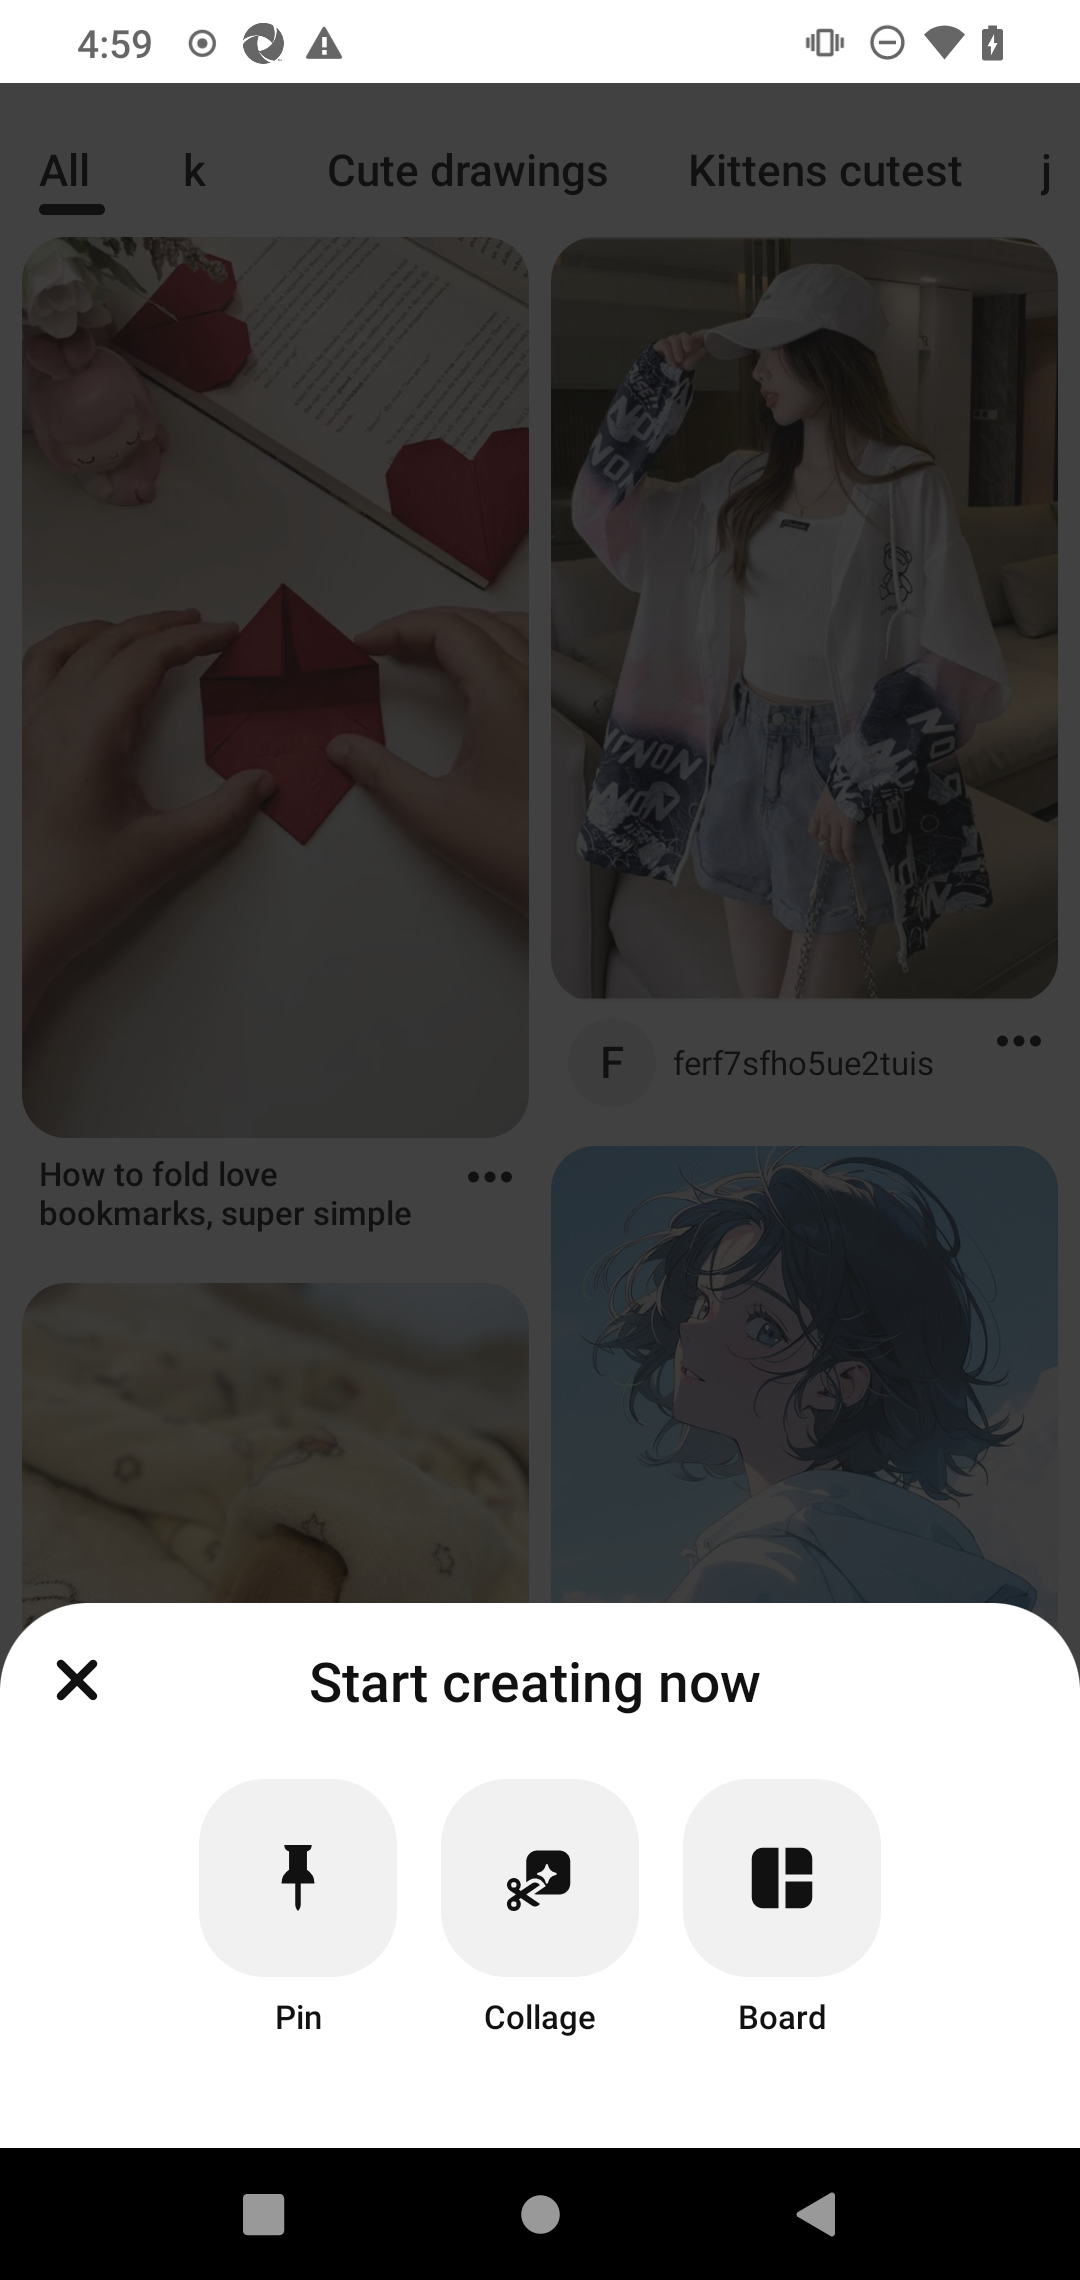 4:59
All k Cute drawings Kittens cutest j
F ferf7sfho5ue2tuis
How to fold love
bookmarks, super simple
Start creating now
Pin Collage Board